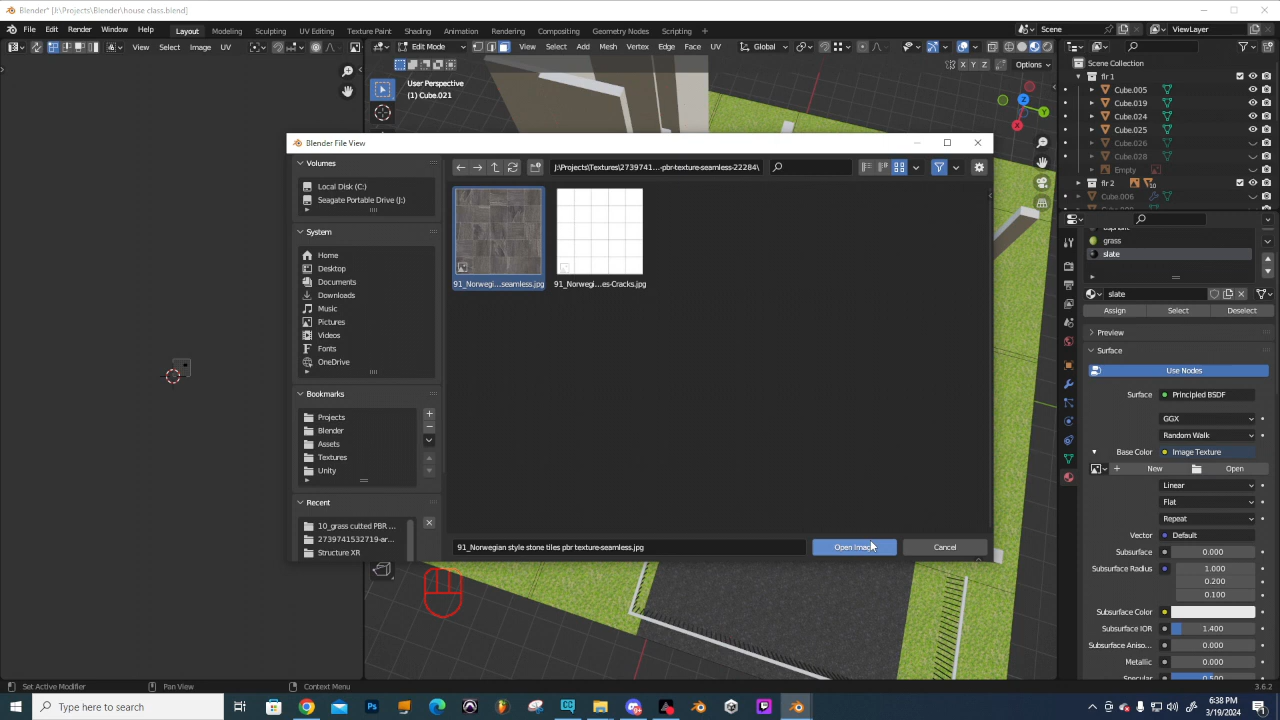 Blender* [J:\Projects\Blender\house class.blend]
File Edit Render Window Help Layout Modeling Sculpting UV Editing Texture Paint Shading Animation Rendering Compositing Geometry Nodes Scripting + Scene ViewLayer
View Select Image UV Edit Mode View Select Add Mesh Vertex Edge Face UV Global
X Y Z Options
User Perspective
(1) Cube.021
Scene Collection
flr 1
Cube.005
Cube.019
Cube.024
Cube.025
Cube.026
Cube.028
Empty
flr 2
Cube.006
Blender File View
Volumes
Local Disk (C:)
Seagate Portable Drive (J:)
System
Home
Desktop
Documents
Downloads
Music
Pictures
Videos
Fonts
OneDrive
Bookmarks
Projects
Blender
Assets
Textures
Unity
Recent
10_grass cutted PBR ...
2739741532719-ar...
Structure XR
J:\Projects\Textures\2739741...-pbr-texture-seamless-22284\
91_Norwegi...seamless.jpg
91_Norwegi...es-Cracks.jpg
91_Norwegian style stone tiles pbr texture-seamless.jpg
Open Image
Cancel
grass
slate
slate
Assign Select Deselect
Preview
Surface
Use Nodes
Surface Principled BSDF
GGX
Random Walk
Base Color Image Texture
New Open
Linear
Flat
Repeat
Vector Default
Subsurface 0.000
Subsurface Radius 1.000
0.200
0.100
Subsurface Color
Subsurface IOR 1.400
Subsurface Aniso... 0.000
Metallic 0.000
Specular 0.500
Set Active Modifier Pan View Context Menu 3.6.2
Type here to search
6:38 PM
3/19/2024